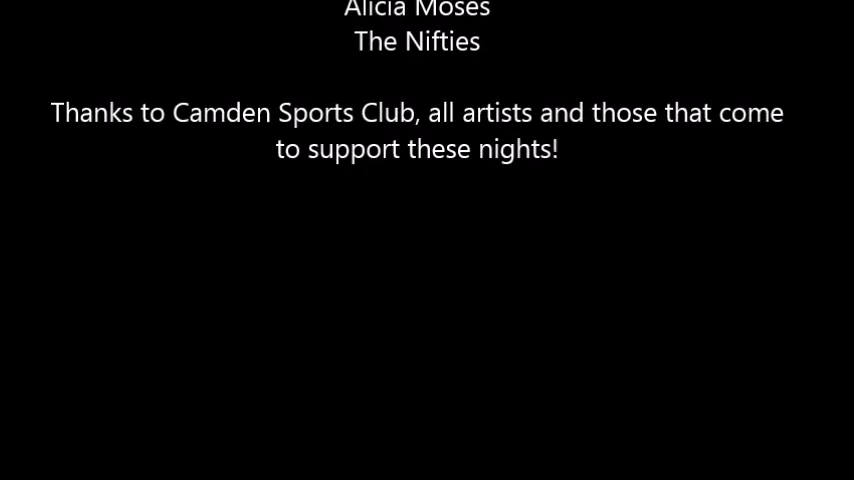 Alicia Moses
The Nifties
Thanks to Camden Sports Club, all artists and those that come
to support these nights!